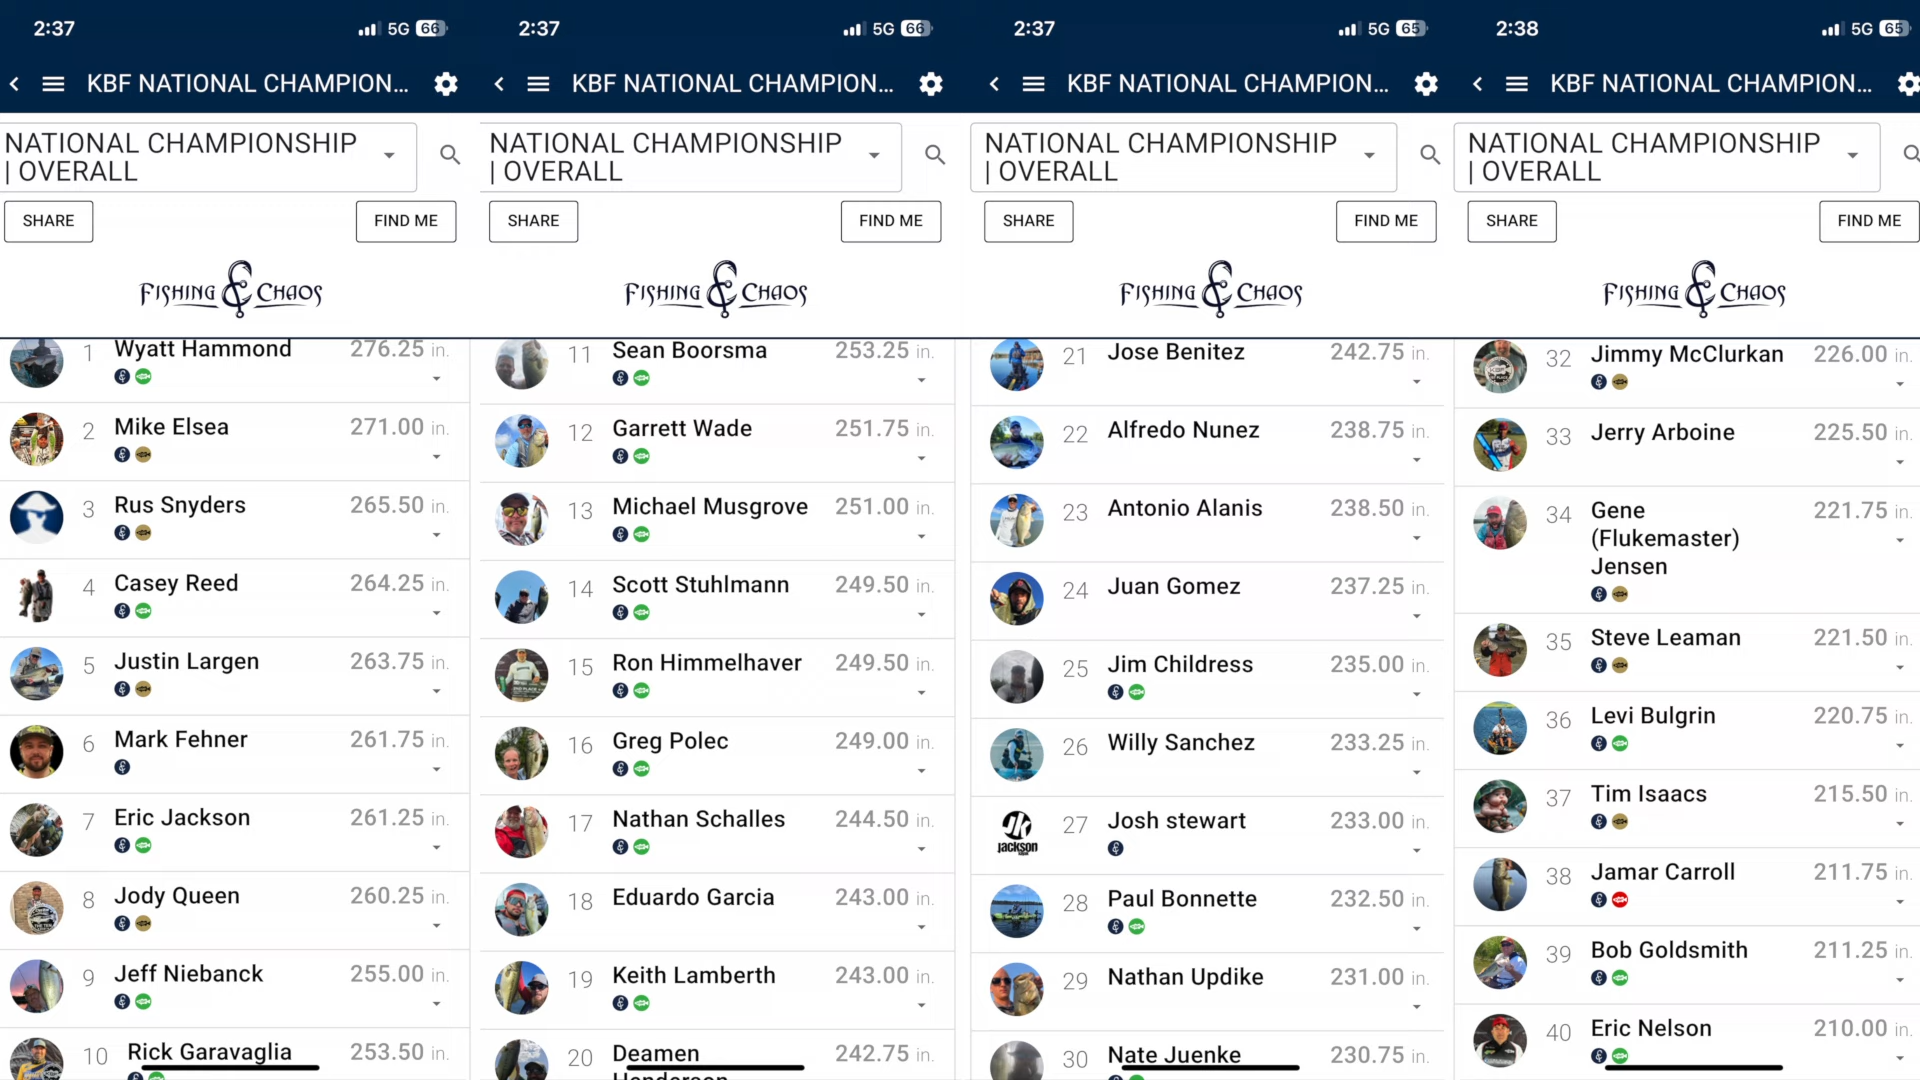 2:37
5G 66
KBF NATIONAL CHAMPION...
NATIONAL CHAMPIONSHIP
| OVERALL
SHARE
FIND ME
FISHING & CHAOS
1 Wyatt Hammond 276.25 in.
2 Mike Elsea 271.00 in.
3 Rus Snyders 265.50 in.
4 Casey Reed 264.25 in.
5 Justin Largen 263.75 in.
6 Mark Fehner 261.75 in.
7 Eric Jackson 261.25 in.
8 Jody Queen 260.25 in.
9 Jeff Niebanck 255.00 in.
10 Rick Garavaglia 253.50 in.
2:37
5G 66
KBF NATIONAL CHAMPION...
NATIONAL CHAMPIONSHIP
| OVERALL
SHARE
FIND ME
FISHING & CHAOS
11 Sean Boorsma 253.25 in.
12 Garrett Wade 251.75 in.
13 Michael Musgrove 251.00 in.
14 Scott Stuhlmann 249.50 in.
15 Ron Himmelhaver 249.50 in.
16 Greg Polec 249.00 in.
17 Nathan Schalles 244.50 in.
18 Eduardo Garcia 243.00 in.
19 Keith Lamberth 243.00 in.
20 Deamen 242.75 in.
Henderson
2:37
5G 65
KBF NATIONAL CHAMPION...
NATIONAL CHAMPIONSHIP
| OVERALL
SHARE
FIND ME
FISHING & CHAOS
21 Jose Benitez 242.75 in.
22 Alfredo Nunez 238.75 in.
23 Antonio Alanis 238.50 in.
24 Juan Gomez 237.25 in.
25 Jim Childress 235.00 in.
26 Willy Sanchez 233.25 in.
JK
Jackson
27 Josh stewart 233.00 in.
28 Paul Bonnette 232.50 in.
29 Nathan Updike 231.00 in.
30 Nate Juenke 230.75 in.
2:38
5G 65
KBF NATIONAL CHAMPION...
NATIONAL CHAMPIONSHIP
| OVERALL
SHARE
FIND ME
FISHING & CHAOS
32 Jimmy McClurkan 226.00 in.
33 Jerry Arboine 225.50 in.
34 Gene 221.75 in.
(Flukemaster)
Jensen
35 Steve Leaman 221.50 in.
36 Levi Bulgrin 220.75 in.
37 Tim Isaacs 215.50 in.
38 Jamar Carroll 211.75 in.
39 Bob Goldsmith 211.25 in.
40 Eric Nelson 210.00 in.